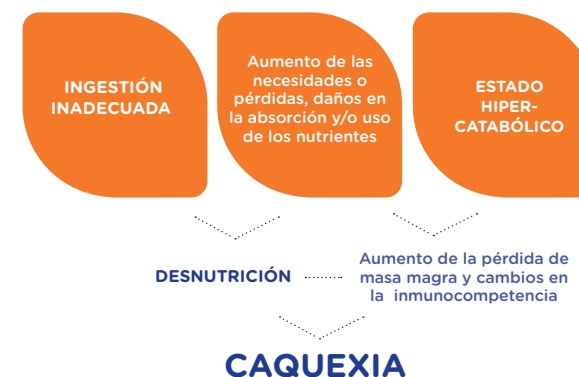 INGESTIÓN
INADECUADA
Aumento de las
necesidades o
pérdidas, daños en
la absorción y/o uso
de los nutrientes
ESTADO
HIPER-
CATABÓLICO
DESNUTRICIÓN
Aumento de la pérdida de
masa magra y cambios en
la inmunocompetencia
CAQUEXIA